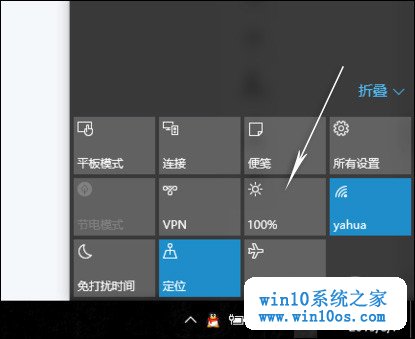 折叠
平板模式
连接
便笺
所有设置
节电模式
VPN
100%
yahua
免打扰时间
定位
win10系统之家
www.win10os.com